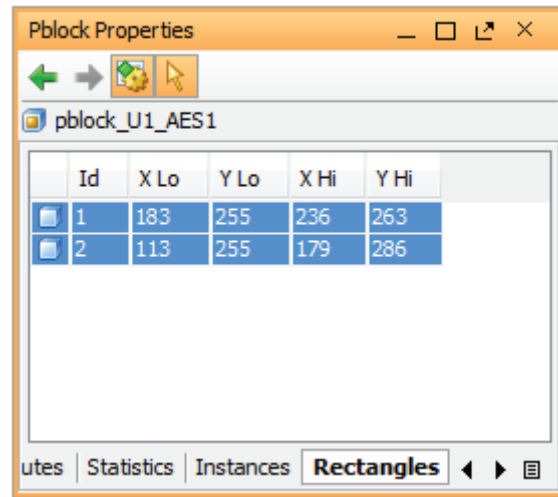 Pblock Properties
pblock_U1_AES1
Id X Lo Y Lo X Hi Y Hi
1 183 255 236 263
2 113 255 179 286
utes Statistics Instances Rectangles